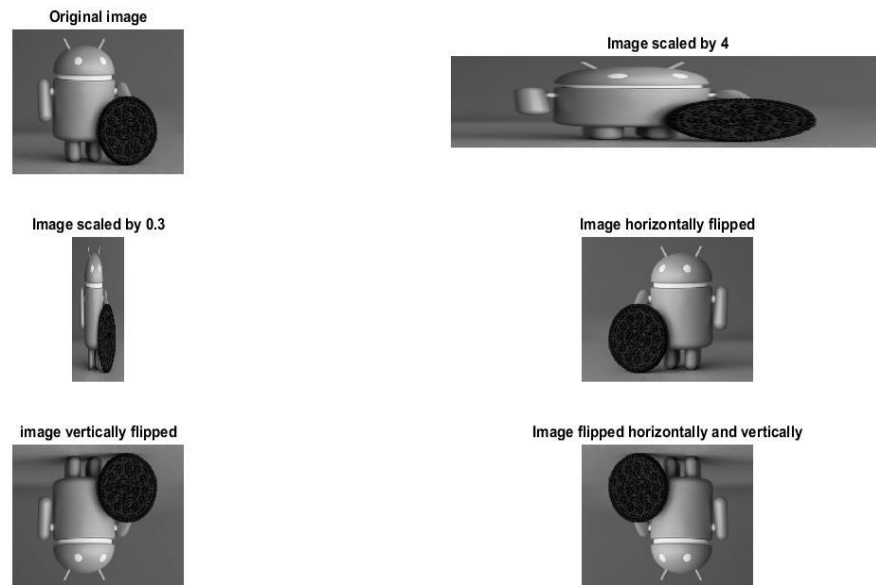 Original image
Image scaled by 4
Image scaled by 0.3
Image horizontally flipped
image vertically flipped
Image flipped horizontally and vertically